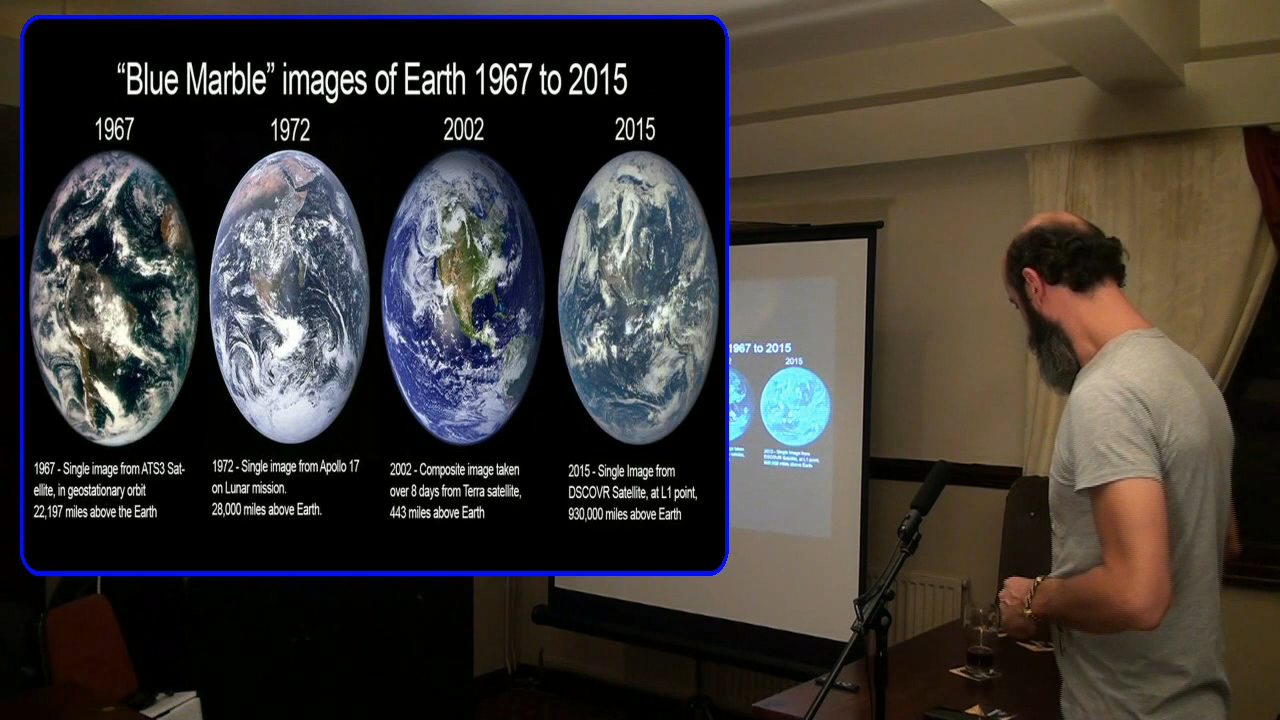 “Blue Marble” images of Earth 1967 to 2015
1967
1972
2002
2015
1967 - Single image from ATS3 Sat-
ellite, in geostationary orbit
22,197 miles above the Earth
1972 - Single image from Apollo 17
on Lunar mission.
28,000 miles above Earth.
2002 - Composite image taken
over 8 days from Terra satellite,
443 miles above Earth
2015 - Single Image from
DSCOVR Satellite, at L1 point,
930,000 miles above Earth
1967 to 2015
2015